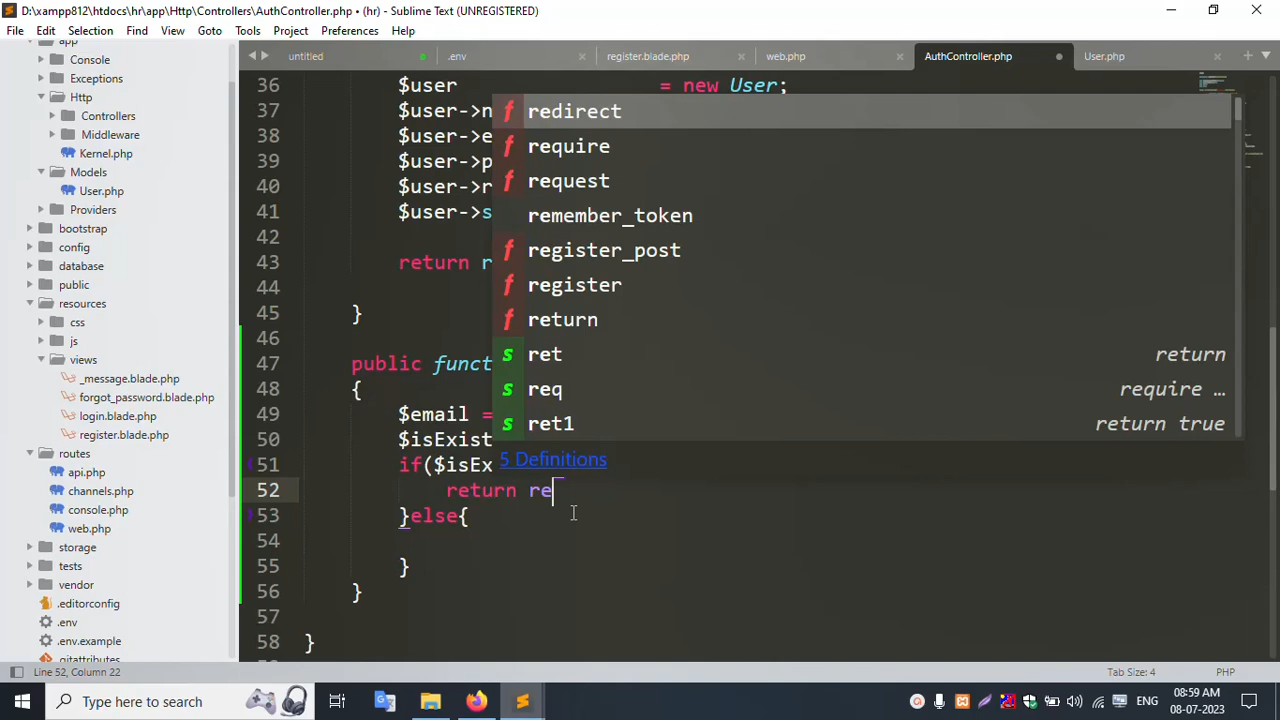 D:\xampp812\htdocs\hr\app\Http\Controllers\AuthController.php • (hr) - Sublime Text (UNREGISTERED)
File Edit Selection Find View Goto Tools Project Preferences Help
untitled .env register.blade.php web.php AuthController.php User.php
app
Console
Exceptions
Http
Controllers
Middleware
Kernel.php
Models
User.php
Providers
bootstrap
config
database
public
resources
css
js
views
_message.blade.php
forgot_password.blade.php
login.blade.php
register.blade.php
routes
api.php
channels.php
console.php
web.php
storage
tests
vendor
.editorconfig
.env
.env.example
.gitattributes
36 $user = new User;
37 $user->n
38 $user->e
39 $user->p
40 $user->r
41 $user->s
42
43 return r
44
45 }
46
47 public funct
48 {
49 $email =
50 $isExist
51 if($isEx
52 return re
53 }else{
54
55 }
56 }
57
58 }
f redirect
f require
f request
remember_token
f register_post
f register
f return
s ret return
s req require …
s ret1 return true
5 Definitions
Line 52, Column 22 Tab Size: 4 PHP
Type here to search
ENG
08:59 AM
08-07-2023